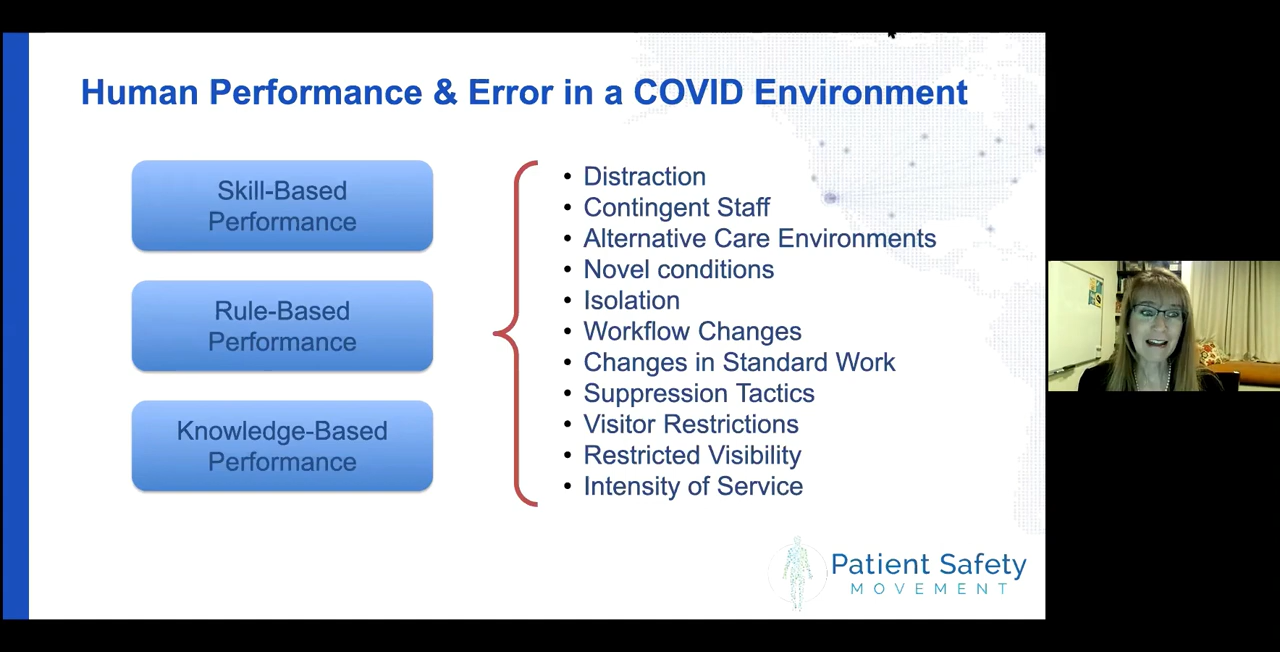 Human Performance & Error in a COVID Environment
Skill-Based
Performance
Rule-Based
Performance
Knowledge-Based
Performance
• Distraction
• Contingent Staff
• Alternative Care Environments
• Novel conditions
• Isolation
• Workflow Changes
• Changes in Standard Work
• Suppression Tactics
• Visitor Restrictions
• Restricted Visibility
• Intensity of Service
Patient Safety
MOVEMENT